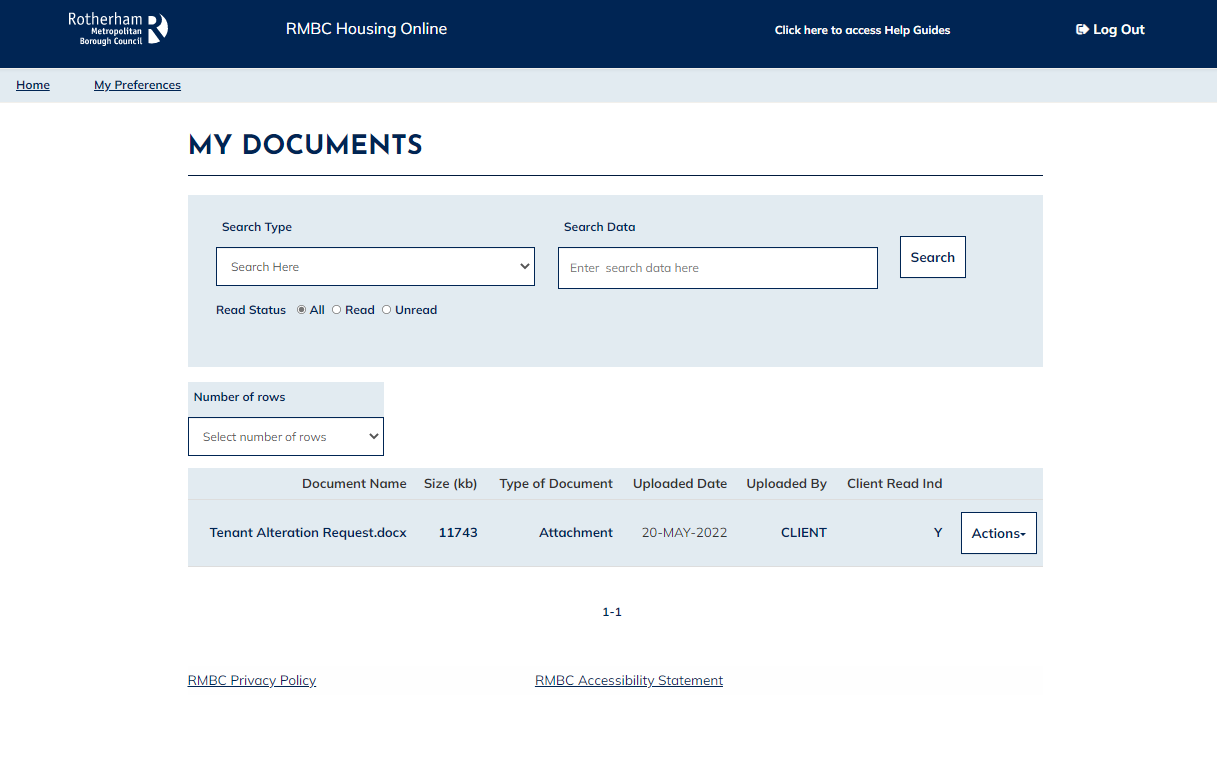 Rotherham
Metropolitan
Borough Council
RMBC Housing Online
Click here to access Help Guides
Log Out
Home My Preferences
MY DOCUMENTS
Search Type Search Data
Search Here Enter search data here Search
Read Status All Read Unread
Number of rows
Select number of rows
Document Name Size (kb) Type of Document Uploaded Date Uploaded By Client Read Ind
Tenant Alteration Request.docx 11743 Attachment 20-MAY-2022 CLIENT Y Actions
1-1
RMBC Privacy Policy RMBC Accessibility Statement